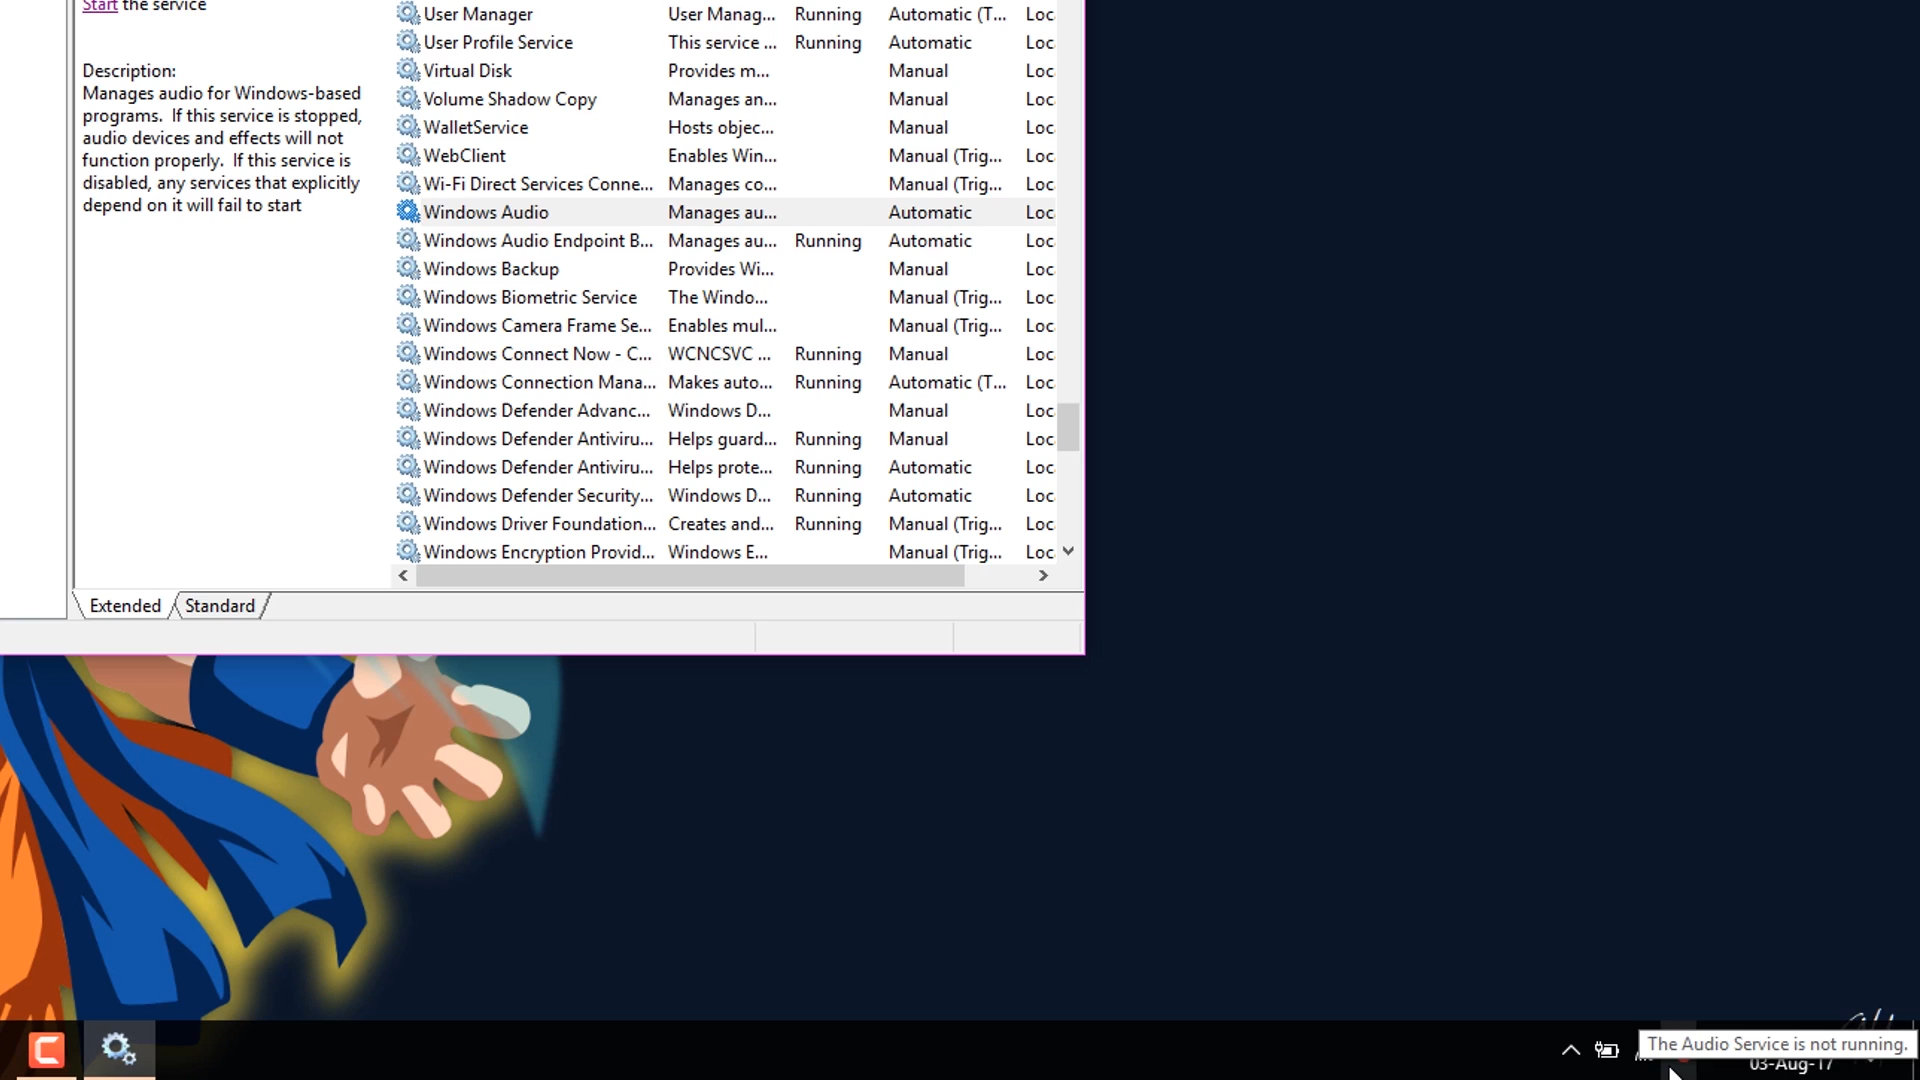 Start the service
Description:
Manages audio for Windows-based
programs.  If this service is stopped,
audio devices and effects will not
function properly.  If this service is
disabled, any services that explicitly
depend on it will fail to start
User Manager User Manag... Running Automatic (T... Loc
User Profile Service This service ... Running Automatic Loc
Virtual Disk Provides m... Manual Loc
Volume Shadow Copy Manages an... Manual Loc
WalletService Hosts objec... Manual Loc
WebClient Enables Win... Manual (Trig... Loc
Wi-Fi Direct Services Conne... Manages co... Manual (Trig... Loc
Windows Audio Manages au... Automatic Loc
Windows Audio Endpoint B... Manages au... Running Automatic Loc
Windows Backup Provides Wi... Manual Loc
Windows Biometric Service The Windo... Manual (Trig... Loc
Windows Camera Frame Se... Enables mul... Manual (Trig... Loc
Windows Connect Now - C... WCNCSVC ... Running Manual Loc
Windows Connection Mana... Makes auto... Running Automatic (T... Loc
Windows Defender Advanc... Windows D... Manual Loc
Windows Defender Antiviru... Helps guard... Running Manual Loc
Windows Defender Antiviru... Helps prote... Running Automatic Loc
Windows Defender Security... Windows D... Running Automatic Loc
Windows Driver Foundation... Creates and... Running Manual (Trig... Loc
Windows Encryption Provid... Windows E... Manual (Trig... Loc
Extended Standard
The Audio Service is not running.
03-Aug-17